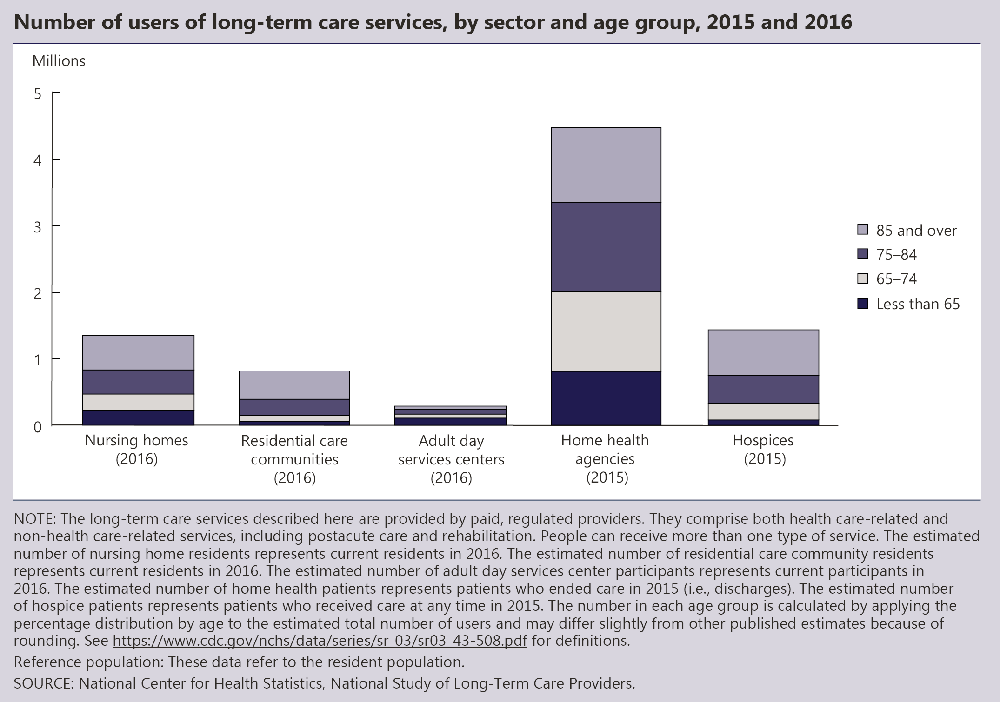 Number of users of long-term care services, by sector and age group, 2015 and 2016
Millions
5
4
3
2
1
0
85 and over
75–84
65–74
Less than 65
Nursing homes
(2016)
Residential care
communities
(2016)
Adult day
services centers
(2016)
Home health
agencies
(2015)
Hospices
(2015)
NOTE: The long-term care services described here are provided by paid, regulated providers. They comprise both health care-related and
non-health care-related services, including postacute care and rehabilitation. People can receive more than one type of service. The estimated
number of nursing home residents represents current residents in 2016. The estimated number of residential care community residents
represents current residents in 2016. The estimated number of adult day services center participants represents current participants in
2016. The estimated number of home health patients represents patients who ended care in 2015 (i.e., discharges). The estimated number
of hospice patients represents patients who received care at any time in 2015. The number in each age group is calculated by applying the
percentage distribution by age to the estimated total number of users and may differ slightly from other published estimates because of
rounding. See https://www.cdc.gov/nchs/data/series/sr_03/sr03_43-508.pdf for definitions.
Reference population: These data refer to the resident population.
SOURCE: National Center for Health Statistics, National Study of Long-Term Care Providers.